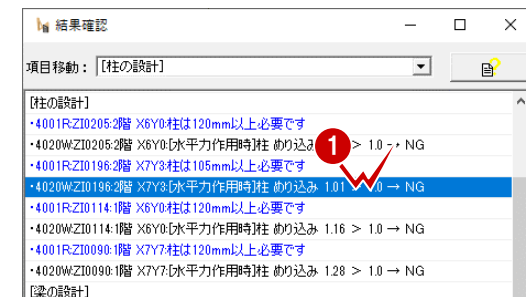 結果確認
項目移動： [柱の設計]
[柱の設計]
・4001R:ZI0205:2階 X6Y0:柱は120mm以上必要です
・4020W:ZI0205:2階 X6Y0:[水平力作用時]柱 めり込み > 1.0 → NG
・4001R:ZI0196:2階 X7Y3:柱は105mm以上必要です
・4020W:ZI0196:2階 X7Y3:[水平力作用時]柱 めり込み 1.01 > → NG
・4001R:ZI0114:1階 X6Y0:柱は120mm以上必要です
・4020W:ZI0114:1階 X6Y0:[水平力作用時]柱 めり込み 1.16 > 1.0 → NG
・4001R:ZI0090:1階 X7Y7:柱は120mm以上必要です
・4020W:ZI0090:1階 X7Y7:[水平力作用時]柱 めり込み 1.28 > 1.0 → NG
[梁の設計]
1